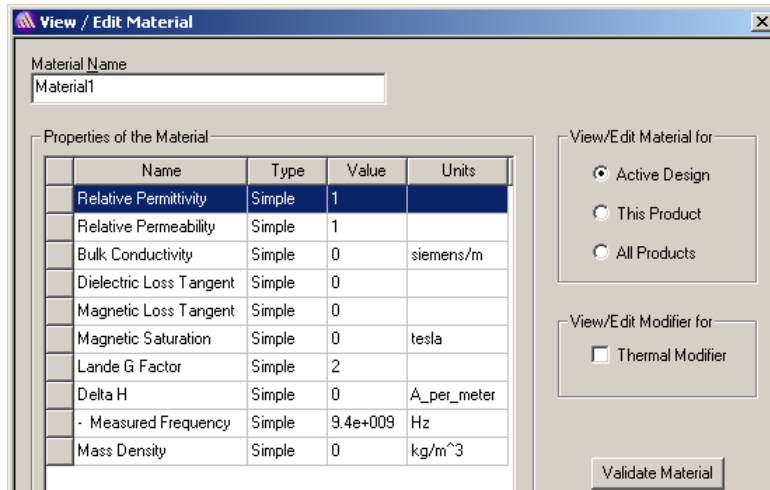 View / Edit Material
Material Name
Material1
Properties of the Material
View/Edit Material for
Name Type Value Units
Active Design
Relative Permittivity Simple 1
This Product
Relative Permeability Simple 1
All Products
Bulk Conductivity Simple 0 siemens/m
Dielectric Loss Tangent Simple 0
Magnetic Loss Tangent Simple 0
View/Edit Modifier for
Magnetic Saturation Simple 0 tesla
Thermal Modifier
Lande G Factor Simple 2
Delta H Simple 0 A_per_meter
- Measured Frequency Simple 9.4e+009 Hz
Mass Density Simple 0 kg/m^3
Validate Material